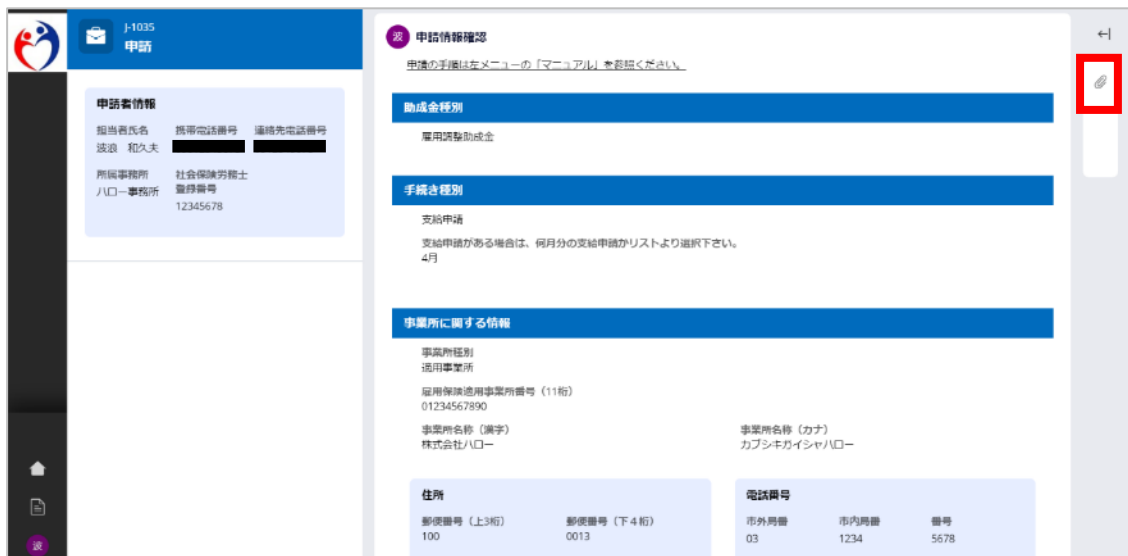 J-1035
申請
申請者情報
担当者氏名 携帯電話番号 連絡先電話番号
波浪 和久夫
所属事務所 社会保険労務士
ハロー事務所 登録番号
12345678
波 申請情報確認
申請の手順は左メニューの「マニュアル」を参照ください。
助成金種別
雇用調整助成金
手続き種別
支給申請
支給申請がある場合は、何月分の支給申請かリストより選択下さい。
4月
事業所に関する情報
事業所種別
適用事業所
雇用保険適用事業所番号（11桁）
01234567890
事業所名称（漢字） 事業所名称（カナ）
株式会社ハロー カブシキガイシャハロー
住所 電話番号
郵便番号（上3桁） 郵便番号（下４桁） 市外局番 市内局番 番号
100 0013 03 1234 5678
波